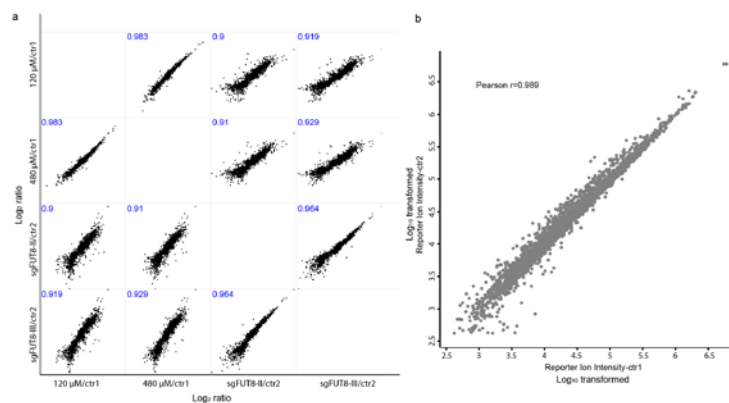 a
b
0.983
0.9
0.919
120 μM/ctr1
0.983
0.91
0.929
480 μM/ctr1
0.9
0.91
0.964
sgFUT8-II/ctr2
0.919
0.929
0.964
sgFUT8-III/ctr2
Log₂ ratio
120 μM/ctr1
480 μM/ctr1
sgFUT8-II/ctr2
sgFUT8-III/ctr2
Log₂ ratio
Pearson r=0.989
Log₁₀ transformed
Reporter Ion Intensity-ctr2
6.5
6
5.5
5
4.5
4
3.5
3
2.5
2.5
3
3.5
4
4.5
5
5.5
6
6.5
Reporter Ion Intensity-ctr1
Log₁₀ transformed